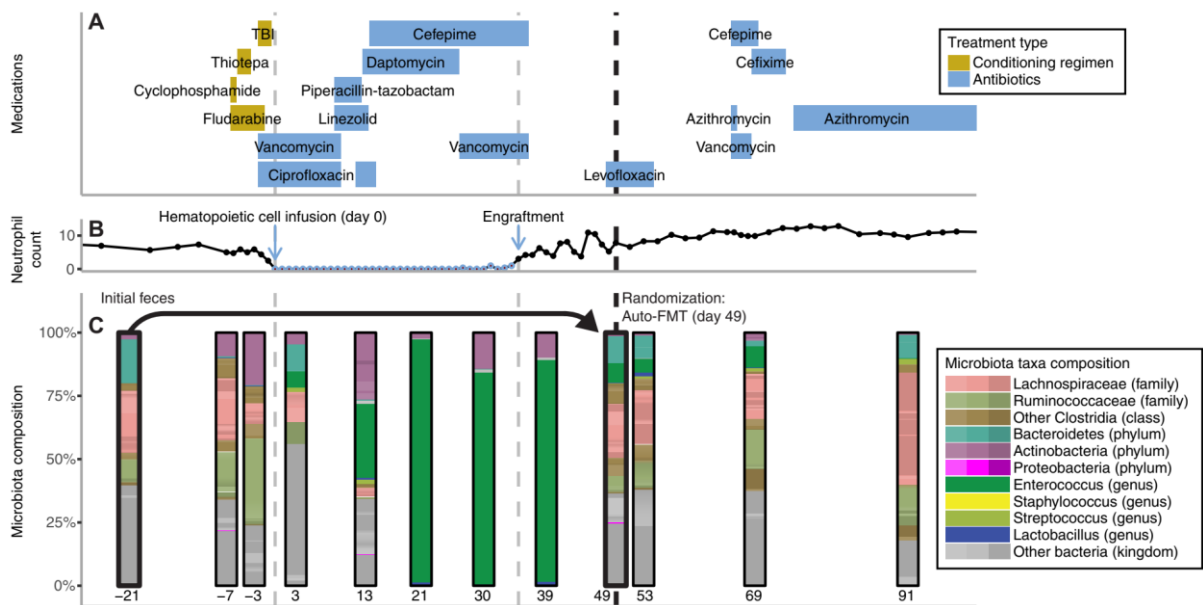 A
Medications
TBI
Cefepime
Cefepime
Thiotepa
Daptomycin
Cefixime
Cyclophosphamide
Piperacillin-tazobactam
Fludarabine
Linezolid
Azithromycin
Azithromycin
Vancomycin
Vancomycin
Vancomycin
Ciprofloxacin
Levofloxacin
Treatment type
Conditioning regimen
Antibiotics
B
Neutrophil
count
10
0
Hematopoietic cell infusion (day 0)
Engraftment
C
Initial feces
Randomization:
Auto-FMT (day 49)
Microbiota composition
100%
75%
50%
25%
0%
−21 −7 −3 3 13 21 30 39 49 53 69 91
Microbiota taxa composition
Lachnospiraceae (family)
Ruminococcaceae (family)
Other Clostridia (class)
Bacteroidetes (phylum)
Actinobacteria (phylum)
Proteobacteria (phylum)
Enterococcus (genus)
Staphylococcus (genus)
Streptococcus (genus)
Lactobacillus (genus)
Other bacteria (kingdom)